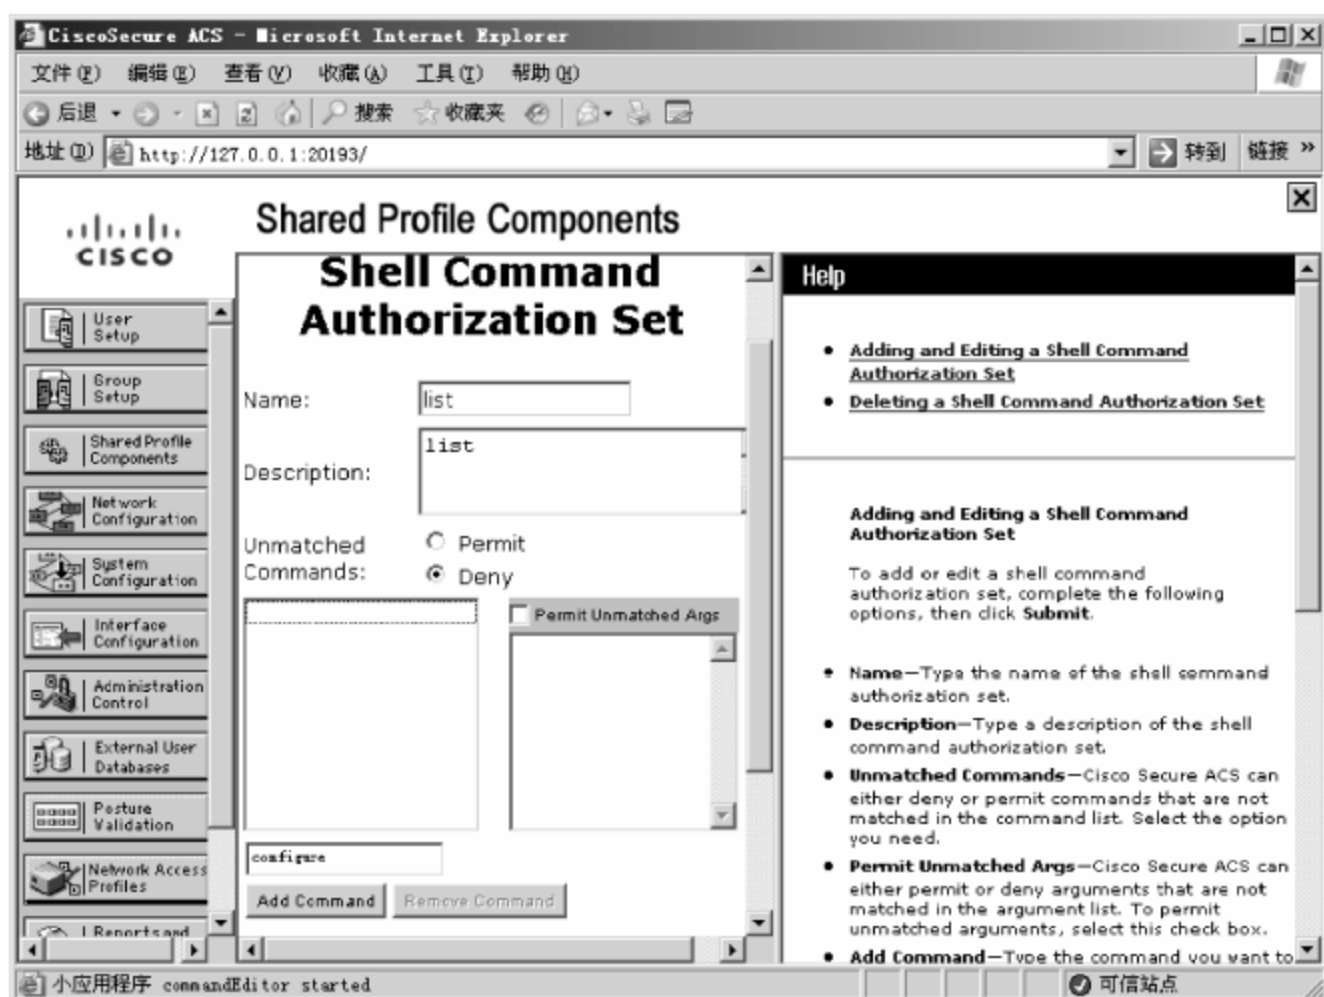 CiscoSecure ACS - Microsoft Internet Explorer
文件(F) 编辑(E) 查看(V) 收藏(A) 工具(T) 帮助(H)
后退 搜索 收藏夹
地址(D) http://127.0.0.1:20193/ 转到 链接 »
CISCO
Shared Profile Components
User
Setup
Group
Setup
Shared Profile
Components
Network
Configuration
System
Configuration
Interface
Configuration
Administration
Control
External User
Databases
Posture
Validation
Network Access
Profiles
Reports and
Shell Command
Authorization Set
Name: list
Description: list
Unmatched
Commands:
Permit
Deny
Permit Unmatched Args
configure
Add Command Remove Command
Help
• Adding and Editing a Shell Command
Authorization Set
• Deleting a Shell Command Authorization Set
Adding and Editing a Shell Command
Authorization Set
To add or edit a shell command
authorization set, complete the following
options, then click Submit.
• Name—Type the name of the shell command
authorization set.
• Description—Type a description of the shell
command authorization set.
• Unmatched Commands—Cisco Secure ACS can
either deny or permit commands that are not
matched in the command list. Select the option
you need.
• Permit Unmatched Args—Cisco Secure ACS can
either permit or deny arguments that are not
matched in the argument list. To permit
unmatched arguments, select this check box.
• Add Command—Type the command you want to
小应用程序 commandEditor started 可信站点